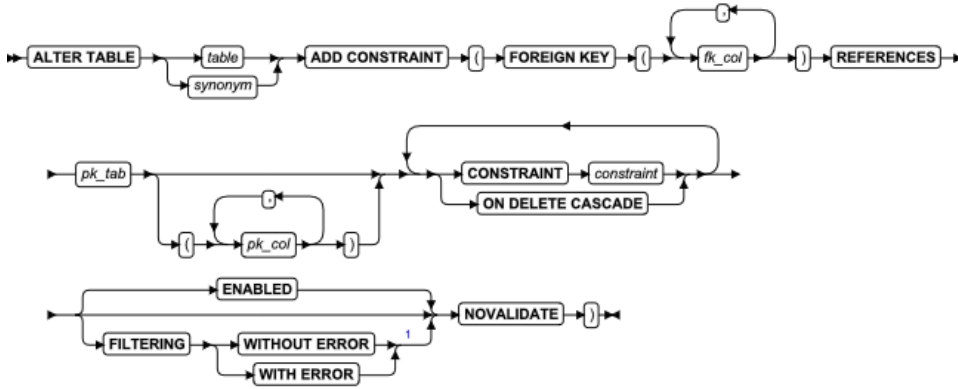 ,
ALTER TABLE table ADD CONSTRAINT ( FOREIGN KEY ( fk_col ) REFERENCES
synonym
pk_tab CONSTRAINT constraint
, ON DELETE CASCADE
( pk_col )
ENABLED
NOVALIDATE )
1
FILTERING WITHOUT ERROR
WITH ERROR